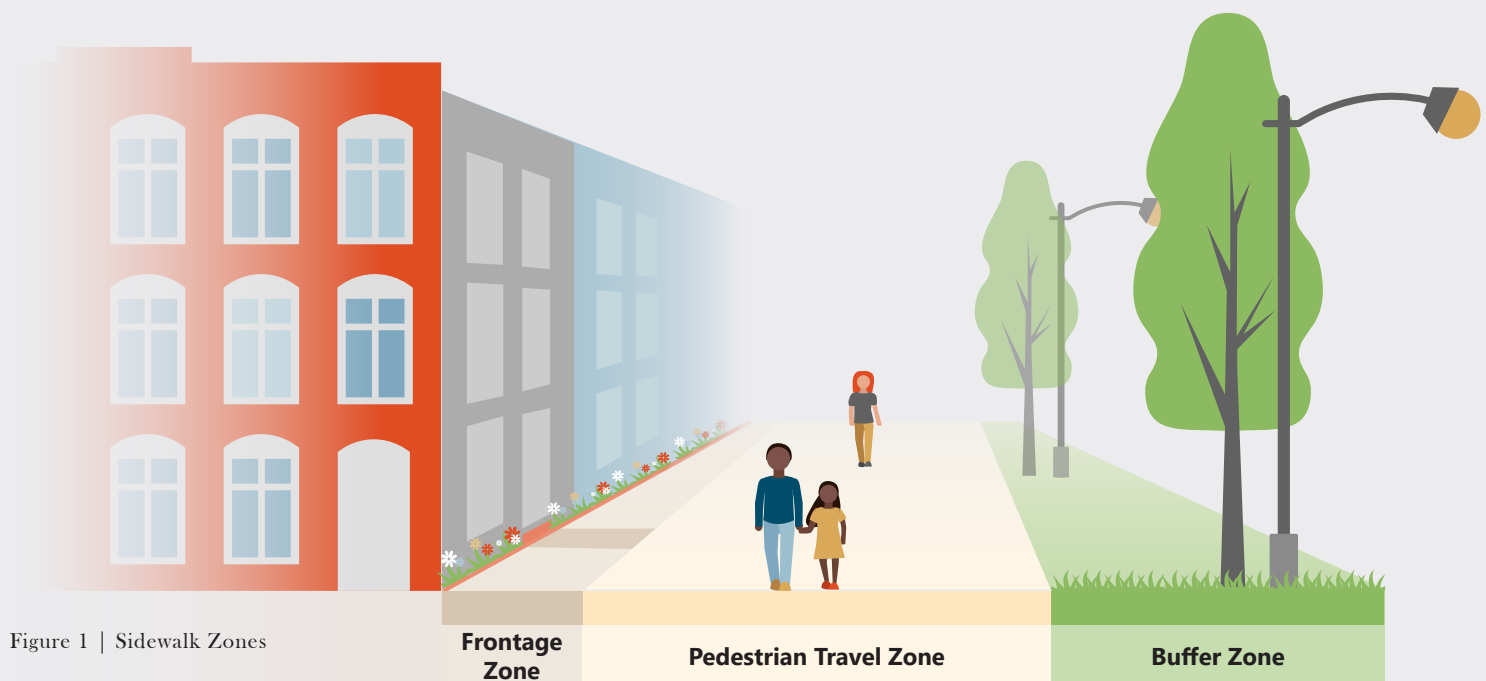 Figure 1 | Sidewalk Zones
Frontage
Zone
Pedestrian Travel Zone
Buffer Zone